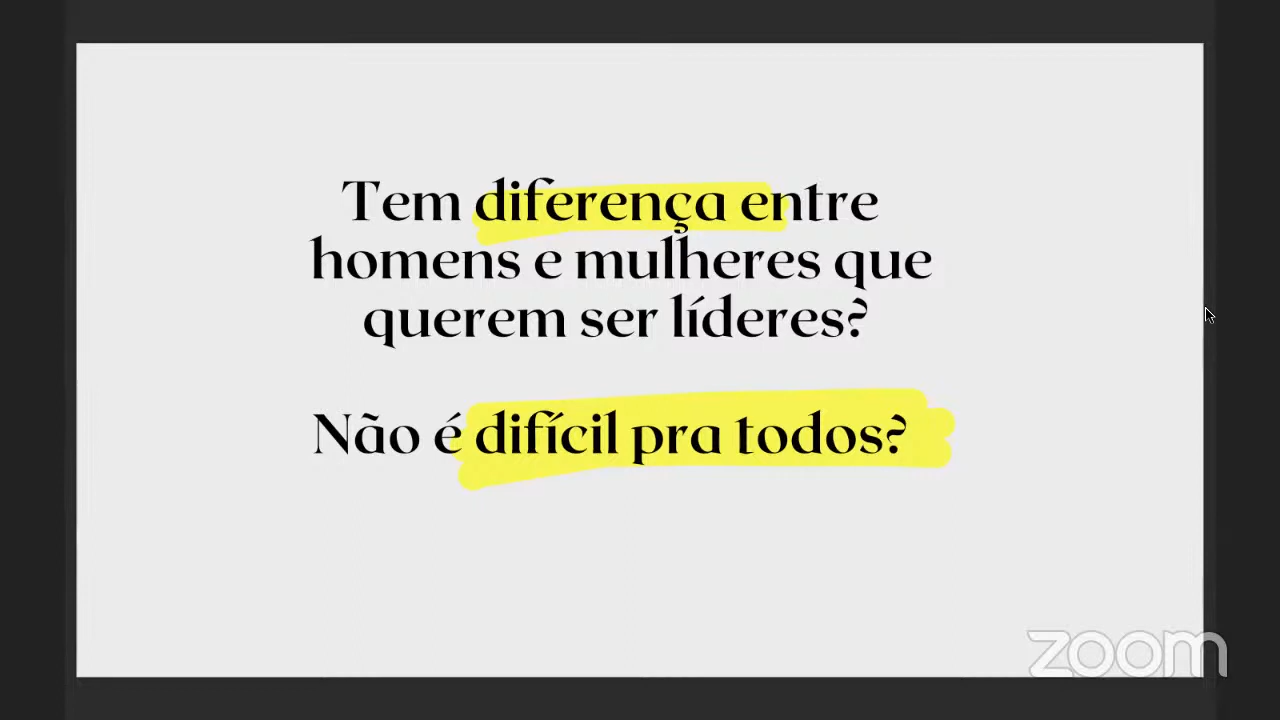 Tem diferença entre
homens e mulheres que
querem ser líderes?
Não é difícil pra todos?
zoom